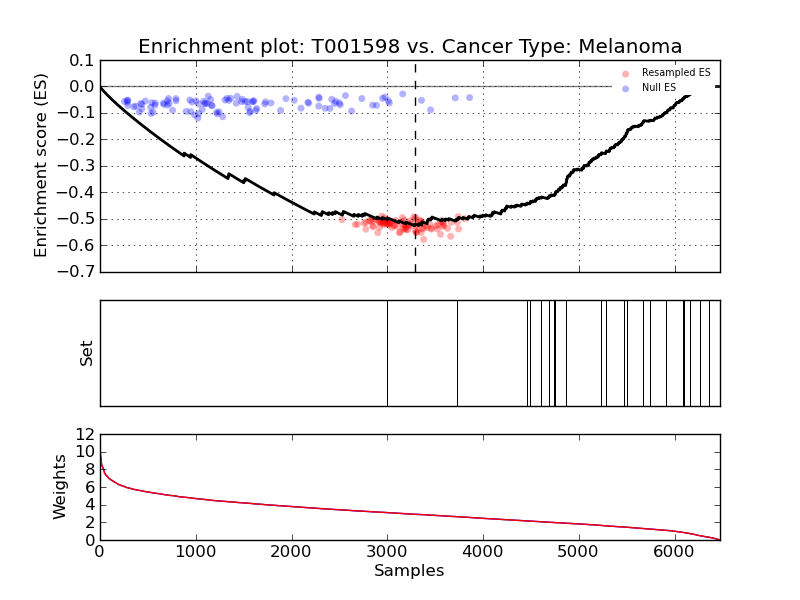 Enrichment plot: T001598 vs. Cancer Type: Melanoma
Enrichment score (ES)
0.1
0.0
−0.1
−0.2
−0.3
−0.4
−0.5
−0.6
−0.7
Resampled ES
Null ES
Set
Weights
12
10
8
6
4
2
0
0 1000 2000 3000 4000 5000 6000
Samples